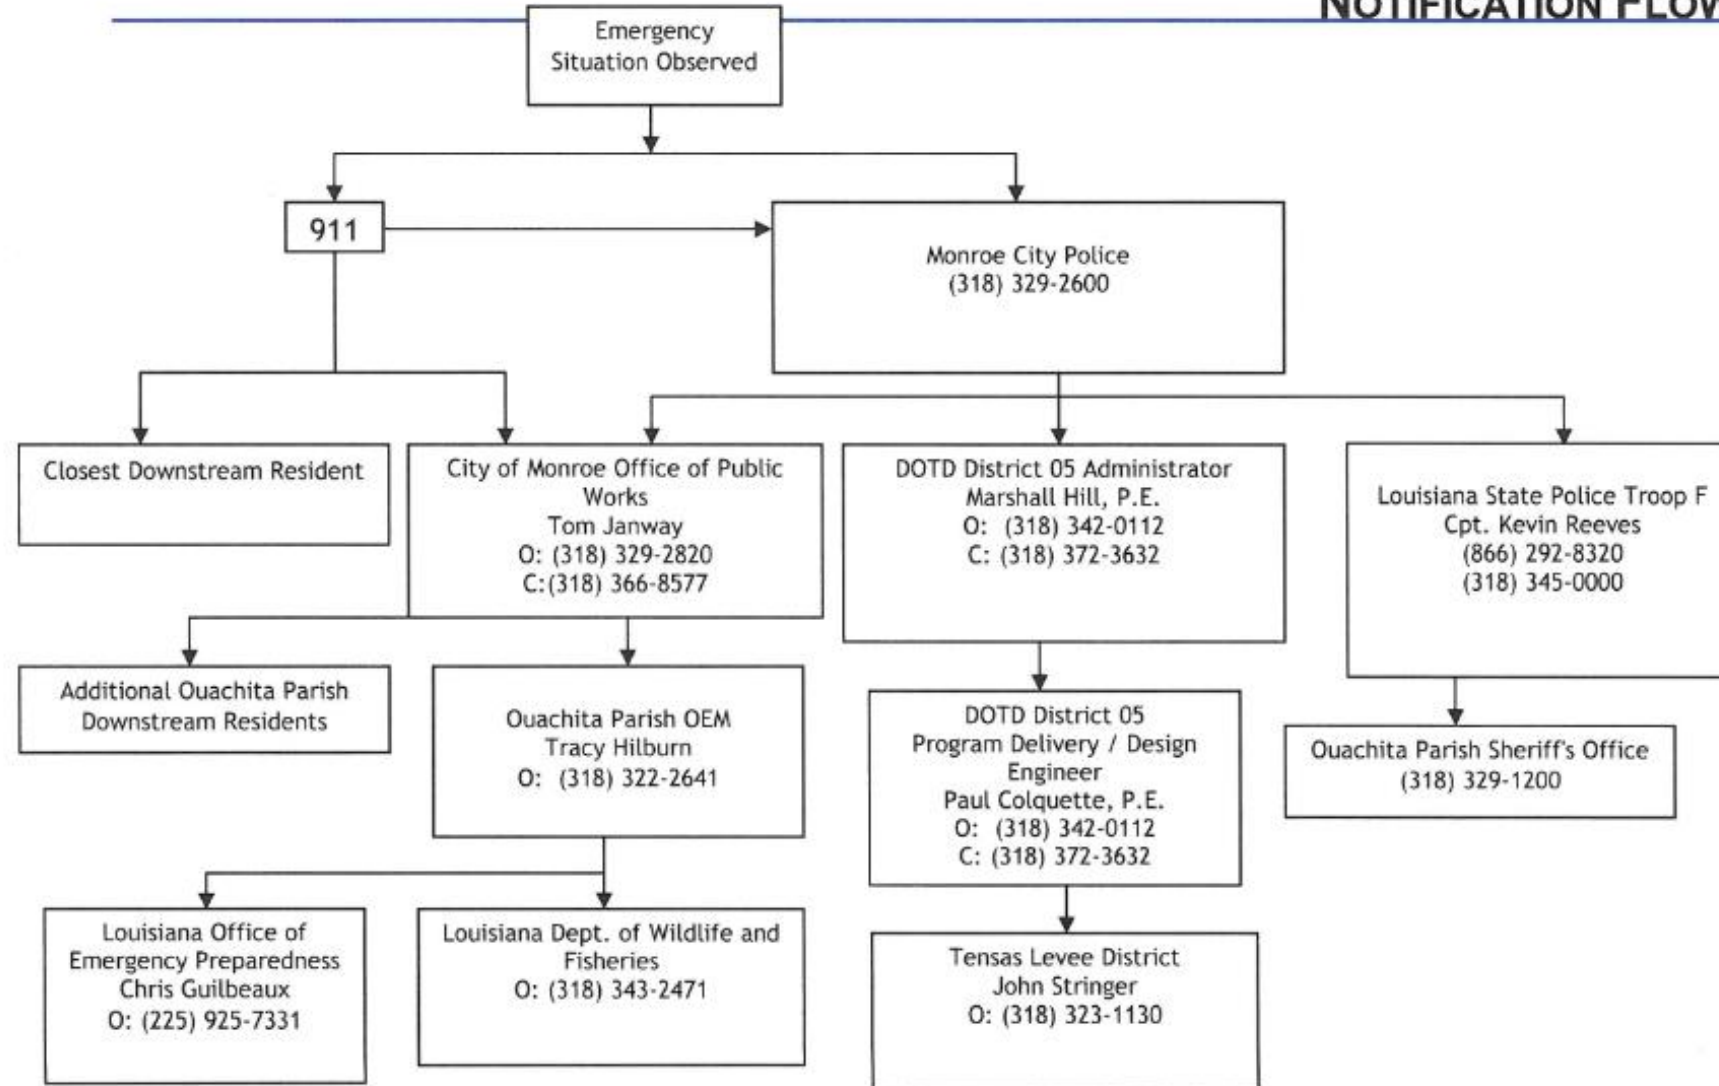 NOTIFICATION FLOW
Emergency
Situation Observed
911
Monroe City Police
(318) 329-2600
Closest Downstream Resident
City of Monroe Office of Public
Works
Tom Janway
O: (318) 329-2820
C:(318) 366-8577
DOTD District 05 Administrator
Marshall Hill, P.E.
O: (318) 342-0112
C: (318) 372-3632
Louisiana State Police Troop F
Cpt. Kevin Reeves
(866) 292-8320
(318) 345-0000
Additional Ouachita Parish
Downstream Residents
Ouachita Parish OEM
Tracy Hilburn
O: (318) 322-2641
DOTD District 05
Program Delivery / Design
Engineer
Paul Colquette, P.E.
O: (318) 342-0112
C: (318) 372-3632
Ouachita Parish Sheriff's Office
(318) 329-1200
Louisiana Office of
Emergency Preparedness
Chris Guilbeaux
O: (225) 925-7331
Louisiana Dept. of Wildlife and
Fisheries
O: (318) 343-2471
Tensas Levee District
John Stringer
O: (318) 323-1130